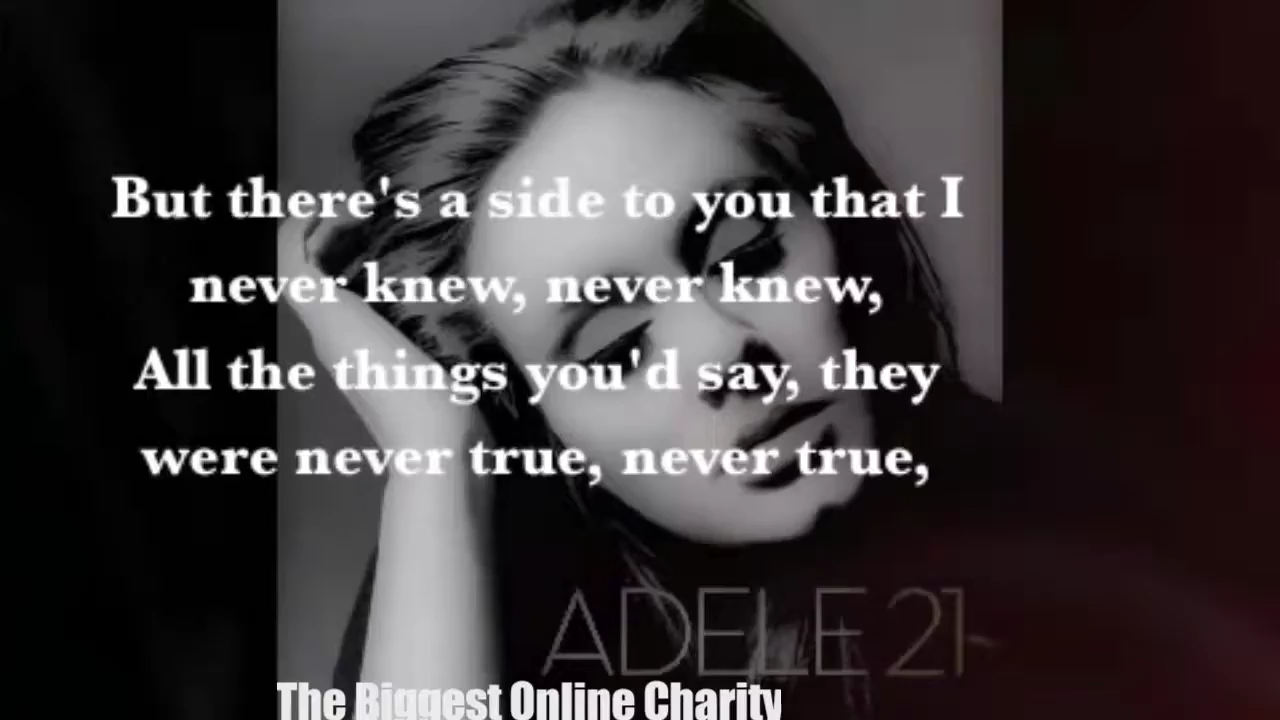 But there's a side to you that I
never knew, never knew,
All the things you'd say, they
were never true, never true,
ADELE 21
The Biggest Online Charity